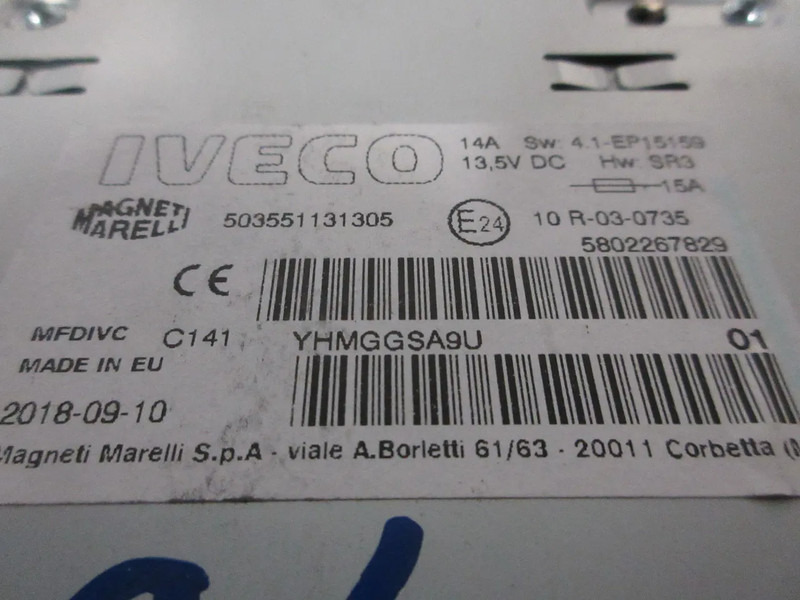 IVECO
14A Sw: 4.1-EP15159
13,5V DC Hw: SR3
15A
MAGNETI
MARELLI
503551131305
E24
10 R-03-0735
5802267829
CE
MFDIVC C141 YHMGGSA9U 01
MADE IN EU
2018-09-10
Magneti Marelli S.p.A - viale A.Borletti 61/63 - 20011 Corbetta (M